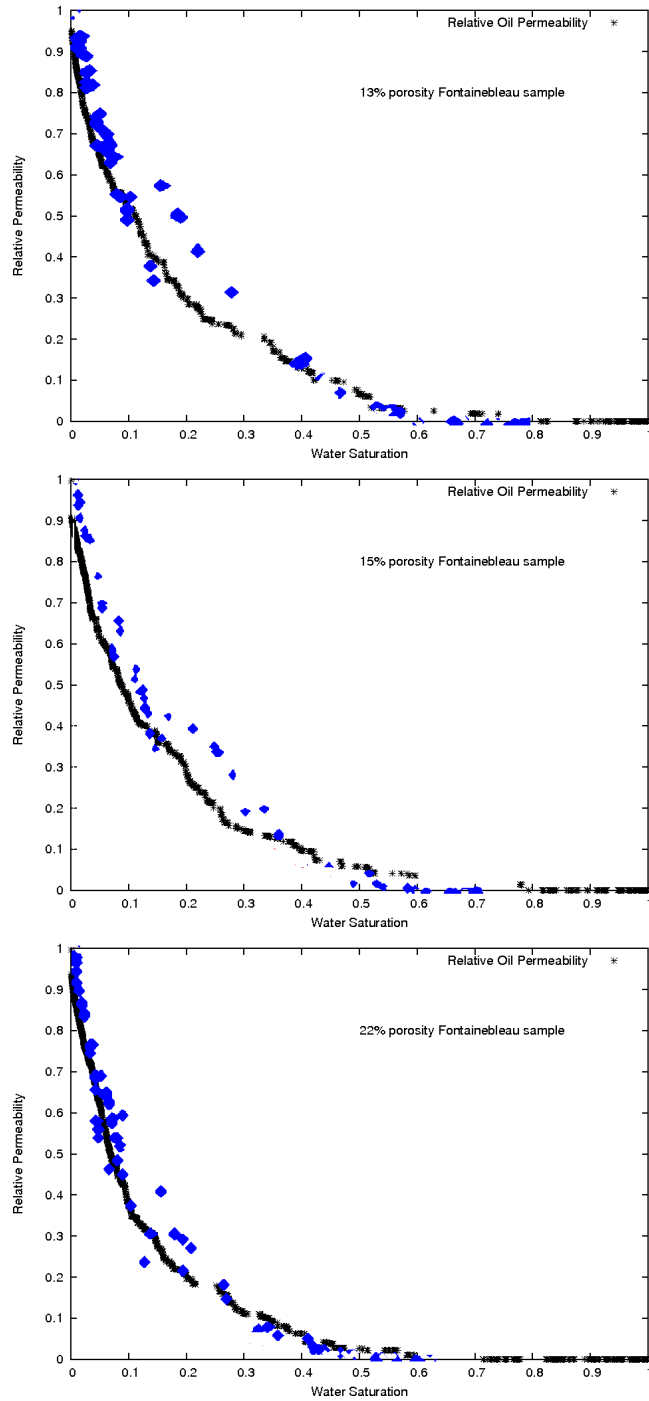 Relative Oil Permeability
13% porosity Fontainebleau sample
Relative Permeability
1
0.9
0.8
0.7
0.6
0.5
0.4
0.3
0.2
0.1
0
0 0.1 0.2 0.3 0.4 0.5 0.6 0.7 0.8 0.9 1
Water Saturation
Relative Oil Permeability
15% porosity Fontainebleau sample
Relative Permeability
1
0.9
0.8
0.7
0.6
0.5
0.4
0.3
0.2
0.1
0
0 0.1 0.2 0.3 0.4 0.5 0.6 0.7 0.8 0.9 1
Water Saturation
Relative Oil Permeability
22% porosity Fontainebleau sample
Relative Permeability
1
0.9
0.8
0.7
0.6
0.5
0.4
0.3
0.2
0.1
0
0 0.1 0.2 0.3 0.4 0.5 0.6 0.7 0.8 0.9 1
Water Saturation